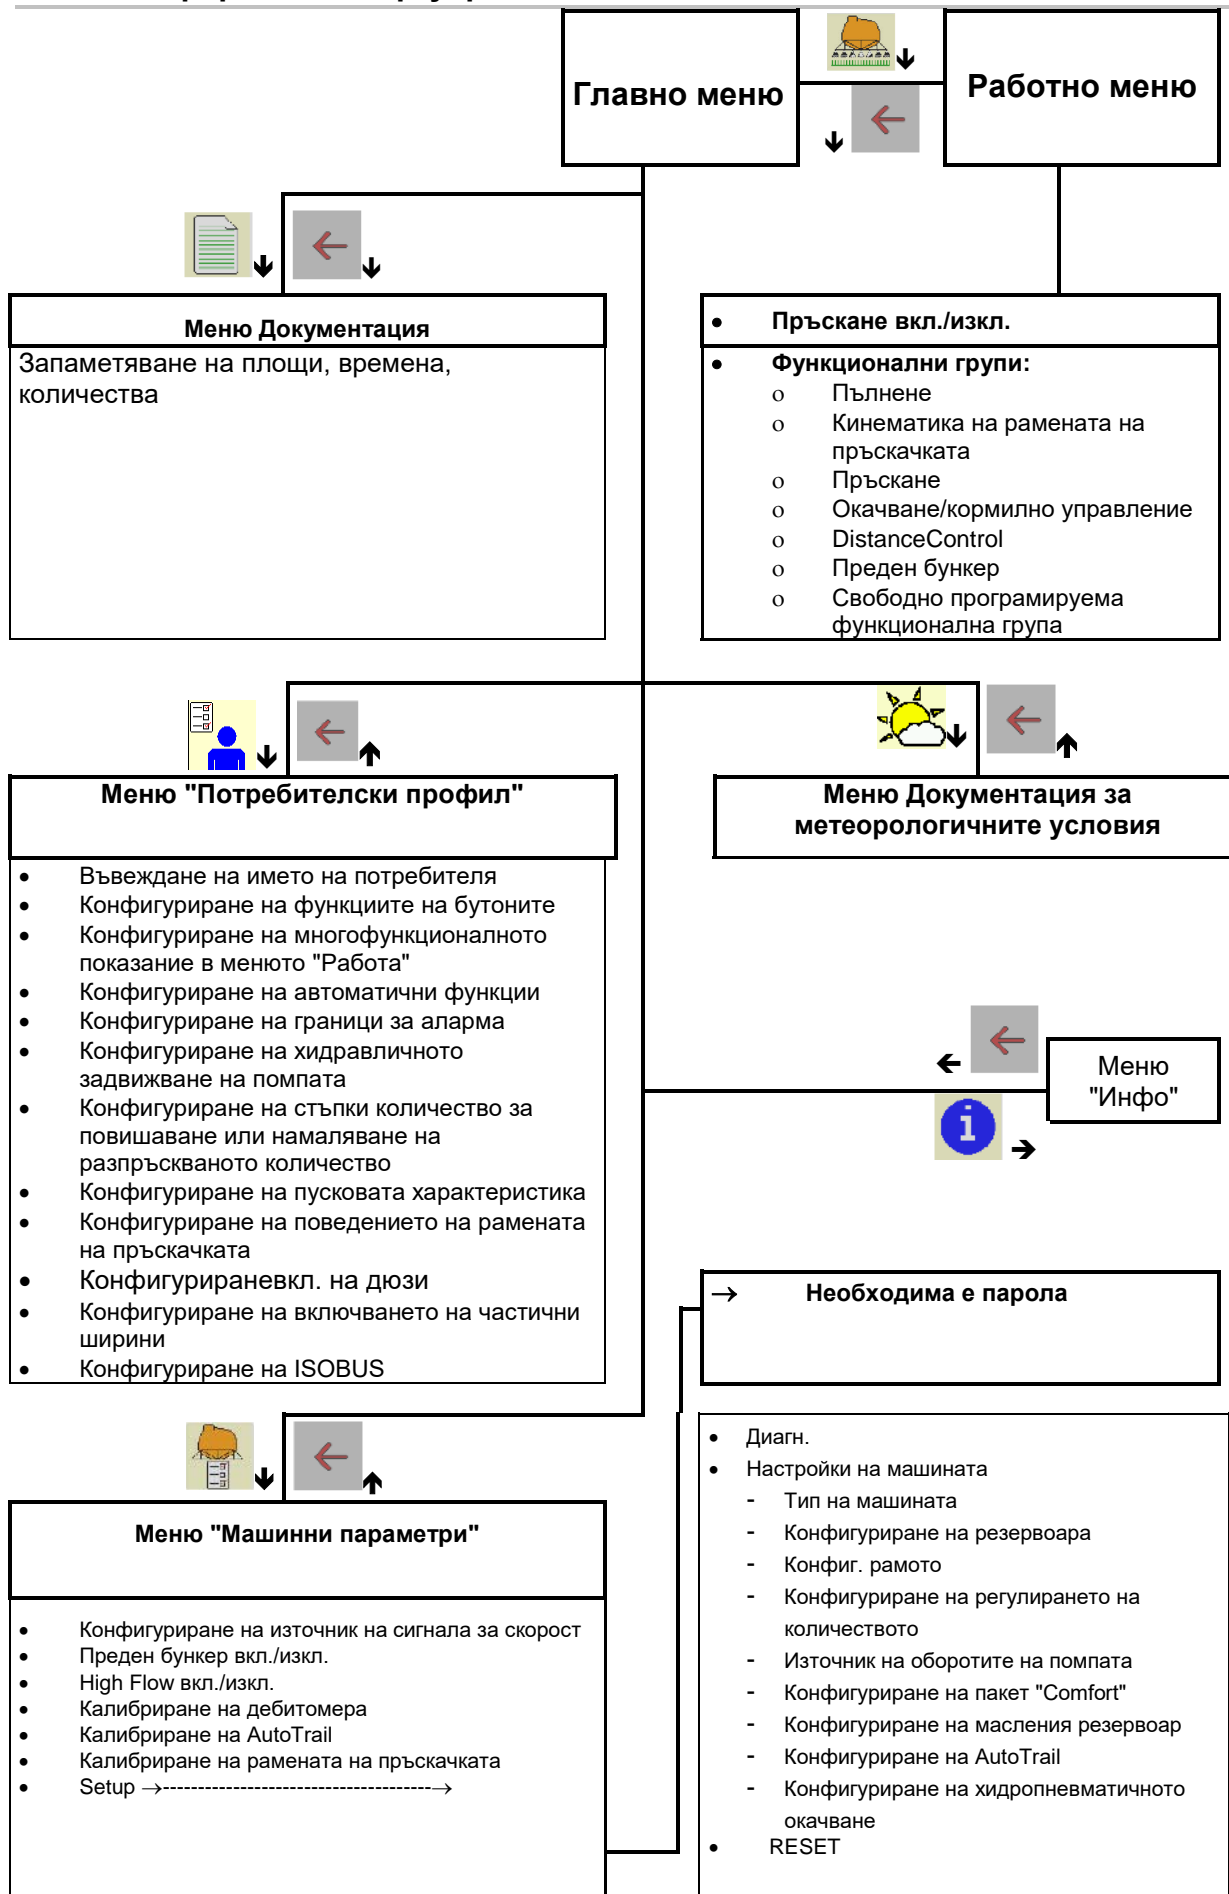 Главно меню
Работно меню
Меню Документация
Запаметяване на площи, времена,
количества
• Пръскане вкл./изкл.
• Функционални групи:
o Пълнене
o Кинематика на рамената на
пръскачката
o Пръскане
o Окачване/кормилно управление
o DistanceControl
o Преден бункер
o Свободно програмируема
функционална група
Меню "Потребителски профил"
• Въвеждане на името на потребителя
• Конфигуриране на функциите на бутоните
• Конфигуриране на многофункционалното
показание в менюто "Работа"
• Конфигуриране на автоматични функции
• Конфигуриране на граници за аларма
• Конфигуриране на хидравличното
задвижване на помпата
• Конфигуриране на стъпки количество за
повишаване или намаляване на
разпръскваното количество
• Конфигуриране на пусковата характеристика
• Конфигуриране на поведението на рамената
на пръскачката
• Конфигурираневкл. на дюзи
• Конфигуриране на включването на частични
ширини
• Конфигуриране на ISOBUS
Меню Документация за
метеорологичните условия
Меню
"Инфо"
i
→ Необходима е парола
Меню "Машинни параметри"
• Конфигуриране на източник на сигнала за скорост
• Преден бункер вкл./изкл.
• High Flow вкл./изкл.
• Калибриране на дебитомера
• Калибриране на AutoTrail
• Калибриране на рамената на пръскачката
• Setup →--------------------------------------→
• Диагн.
• Настройки на машината
- Тип на машината
- Конфигуриране на резервоара
- Конфиг. рамото
- Конфигуриране на регулирането на
количеството
- Източник на оборотите на помпата
- Конфигуриране на пакет "Comfort"
- Конфигуриране на масления резервоар
- Конфигуриране на AutoTrail
- Конфигуриране на хидропневматичното
окачване
• RESET